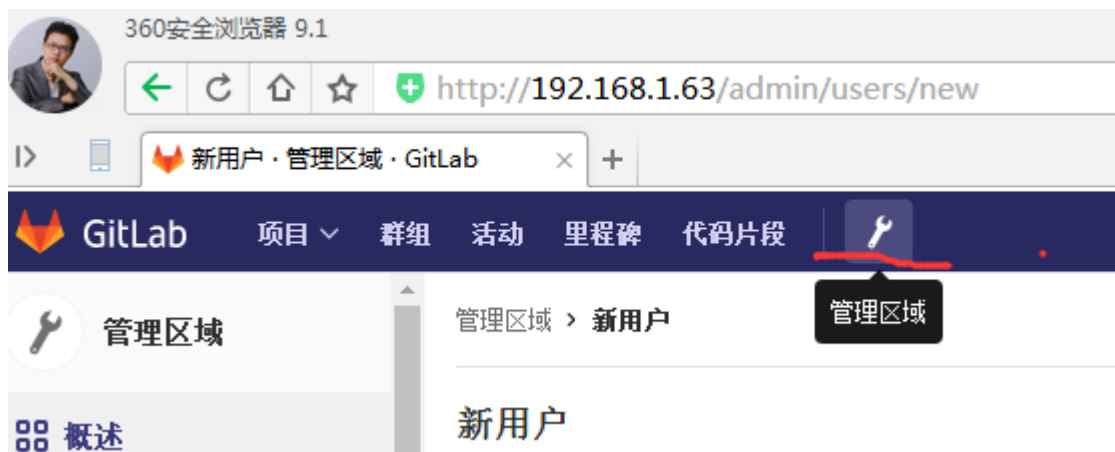 360安全浏览器 9.1
http://192.168.1.63/admin/users/new
新用户 · 管理区域 · GitLab
GitLab 项目 群组 活动 里程碑 代码片段
管理区域
管理区域 › 新用户
管理区域
概述
新用户